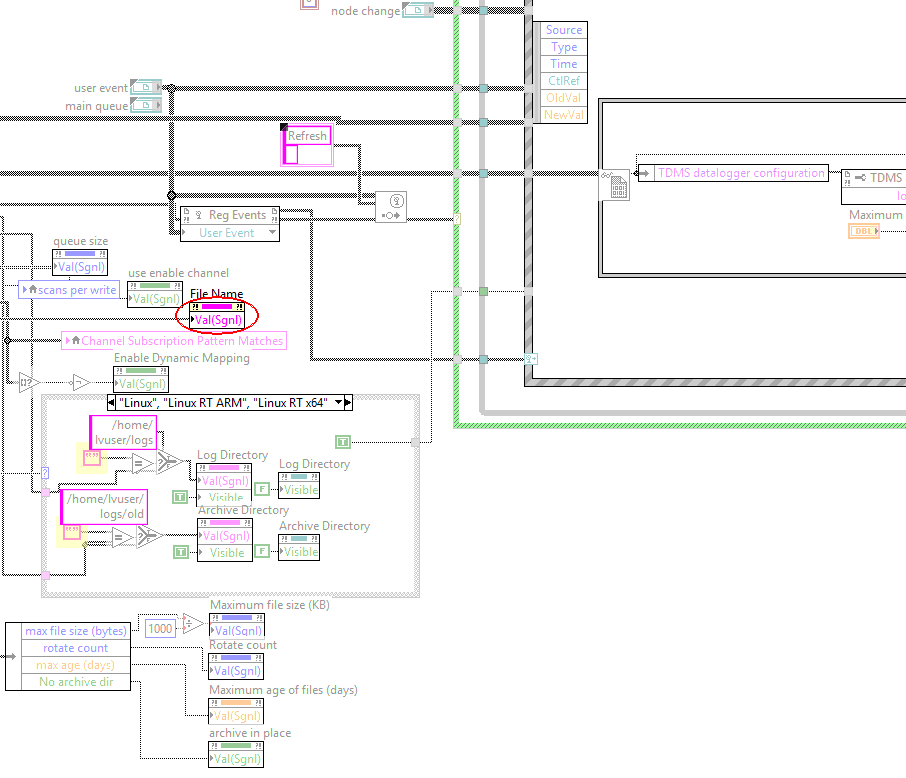 node change
Source
Type
Time
CtlRef
OldVal
NewVal
user event
main queue
Refresh
TDMS datalogger configuration
TDMS
lo
Maximum
DBL
Reg Events
User Event
queue size
Val(Sgnl)
scans per write
use enable channel
Val(Sgnl)
File Name
Val(Sgnl)
Channel Subscription Pattern Matches
Enable Dynamic Mapping
Val(Sgnl)
"Linux", "Linux RT ARM", "Linux RT x64"
/home/
lvuser/logs
T
Log Directory
Val(Sgnl)
T
Visible
F
Log Directory
Visible
/home/lvuser/
logs/old
Archive Directory
Val(Sgnl)
T
Visible
F
Archive Directory
Visible
Maximum file size (KB)
max file size (bytes)
1000
Val(Sgnl)
rotate count
Rotate count
Val(Sgnl)
max age (days)
Maximum age of files (days)
Val(Sgnl)
No archive dir
archive in place
Val(Sgnl)